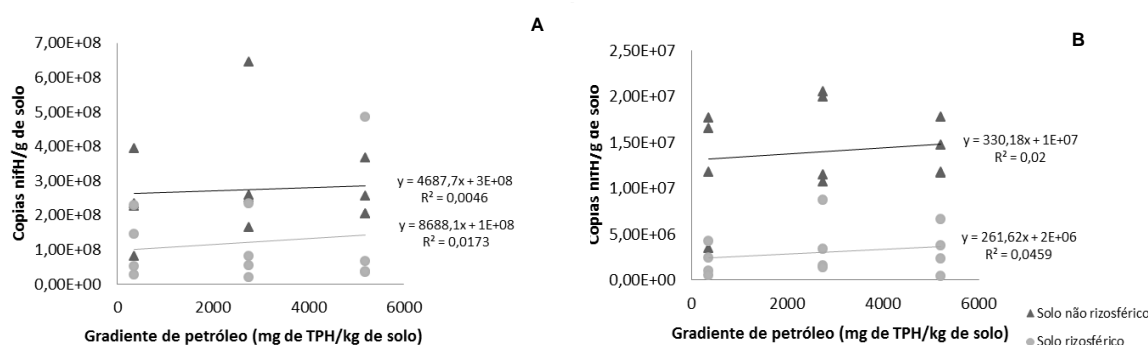 A
Copias nifH/g de solo
7,00E+08
6,00E+08
5,00E+08
4,00E+08
3,00E+08
2,00E+08
1,00E+08
0,00E+00
y = 4687,7x + 3E+08
R² = 0,0046
y = 8688,1x + 1E+08
R² = 0,0173
0 2000 4000 6000
Gradiente de petróleo (mg de TPH/kg de solo)
B
Copias nifH/g de solo
2,50E+07
2,00E+07
1,50E+07
1,00E+07
5,00E+06
0,00E+00
y = 330,18x + 1E+07
R² = 0,02
y = 261,62x + 2E+06
R² = 0,0459
0 2000 4000 6000
Gradiente de petróleo (mg de TPH/kg de solo)
Solo não rizosférico
Solo rizosférico